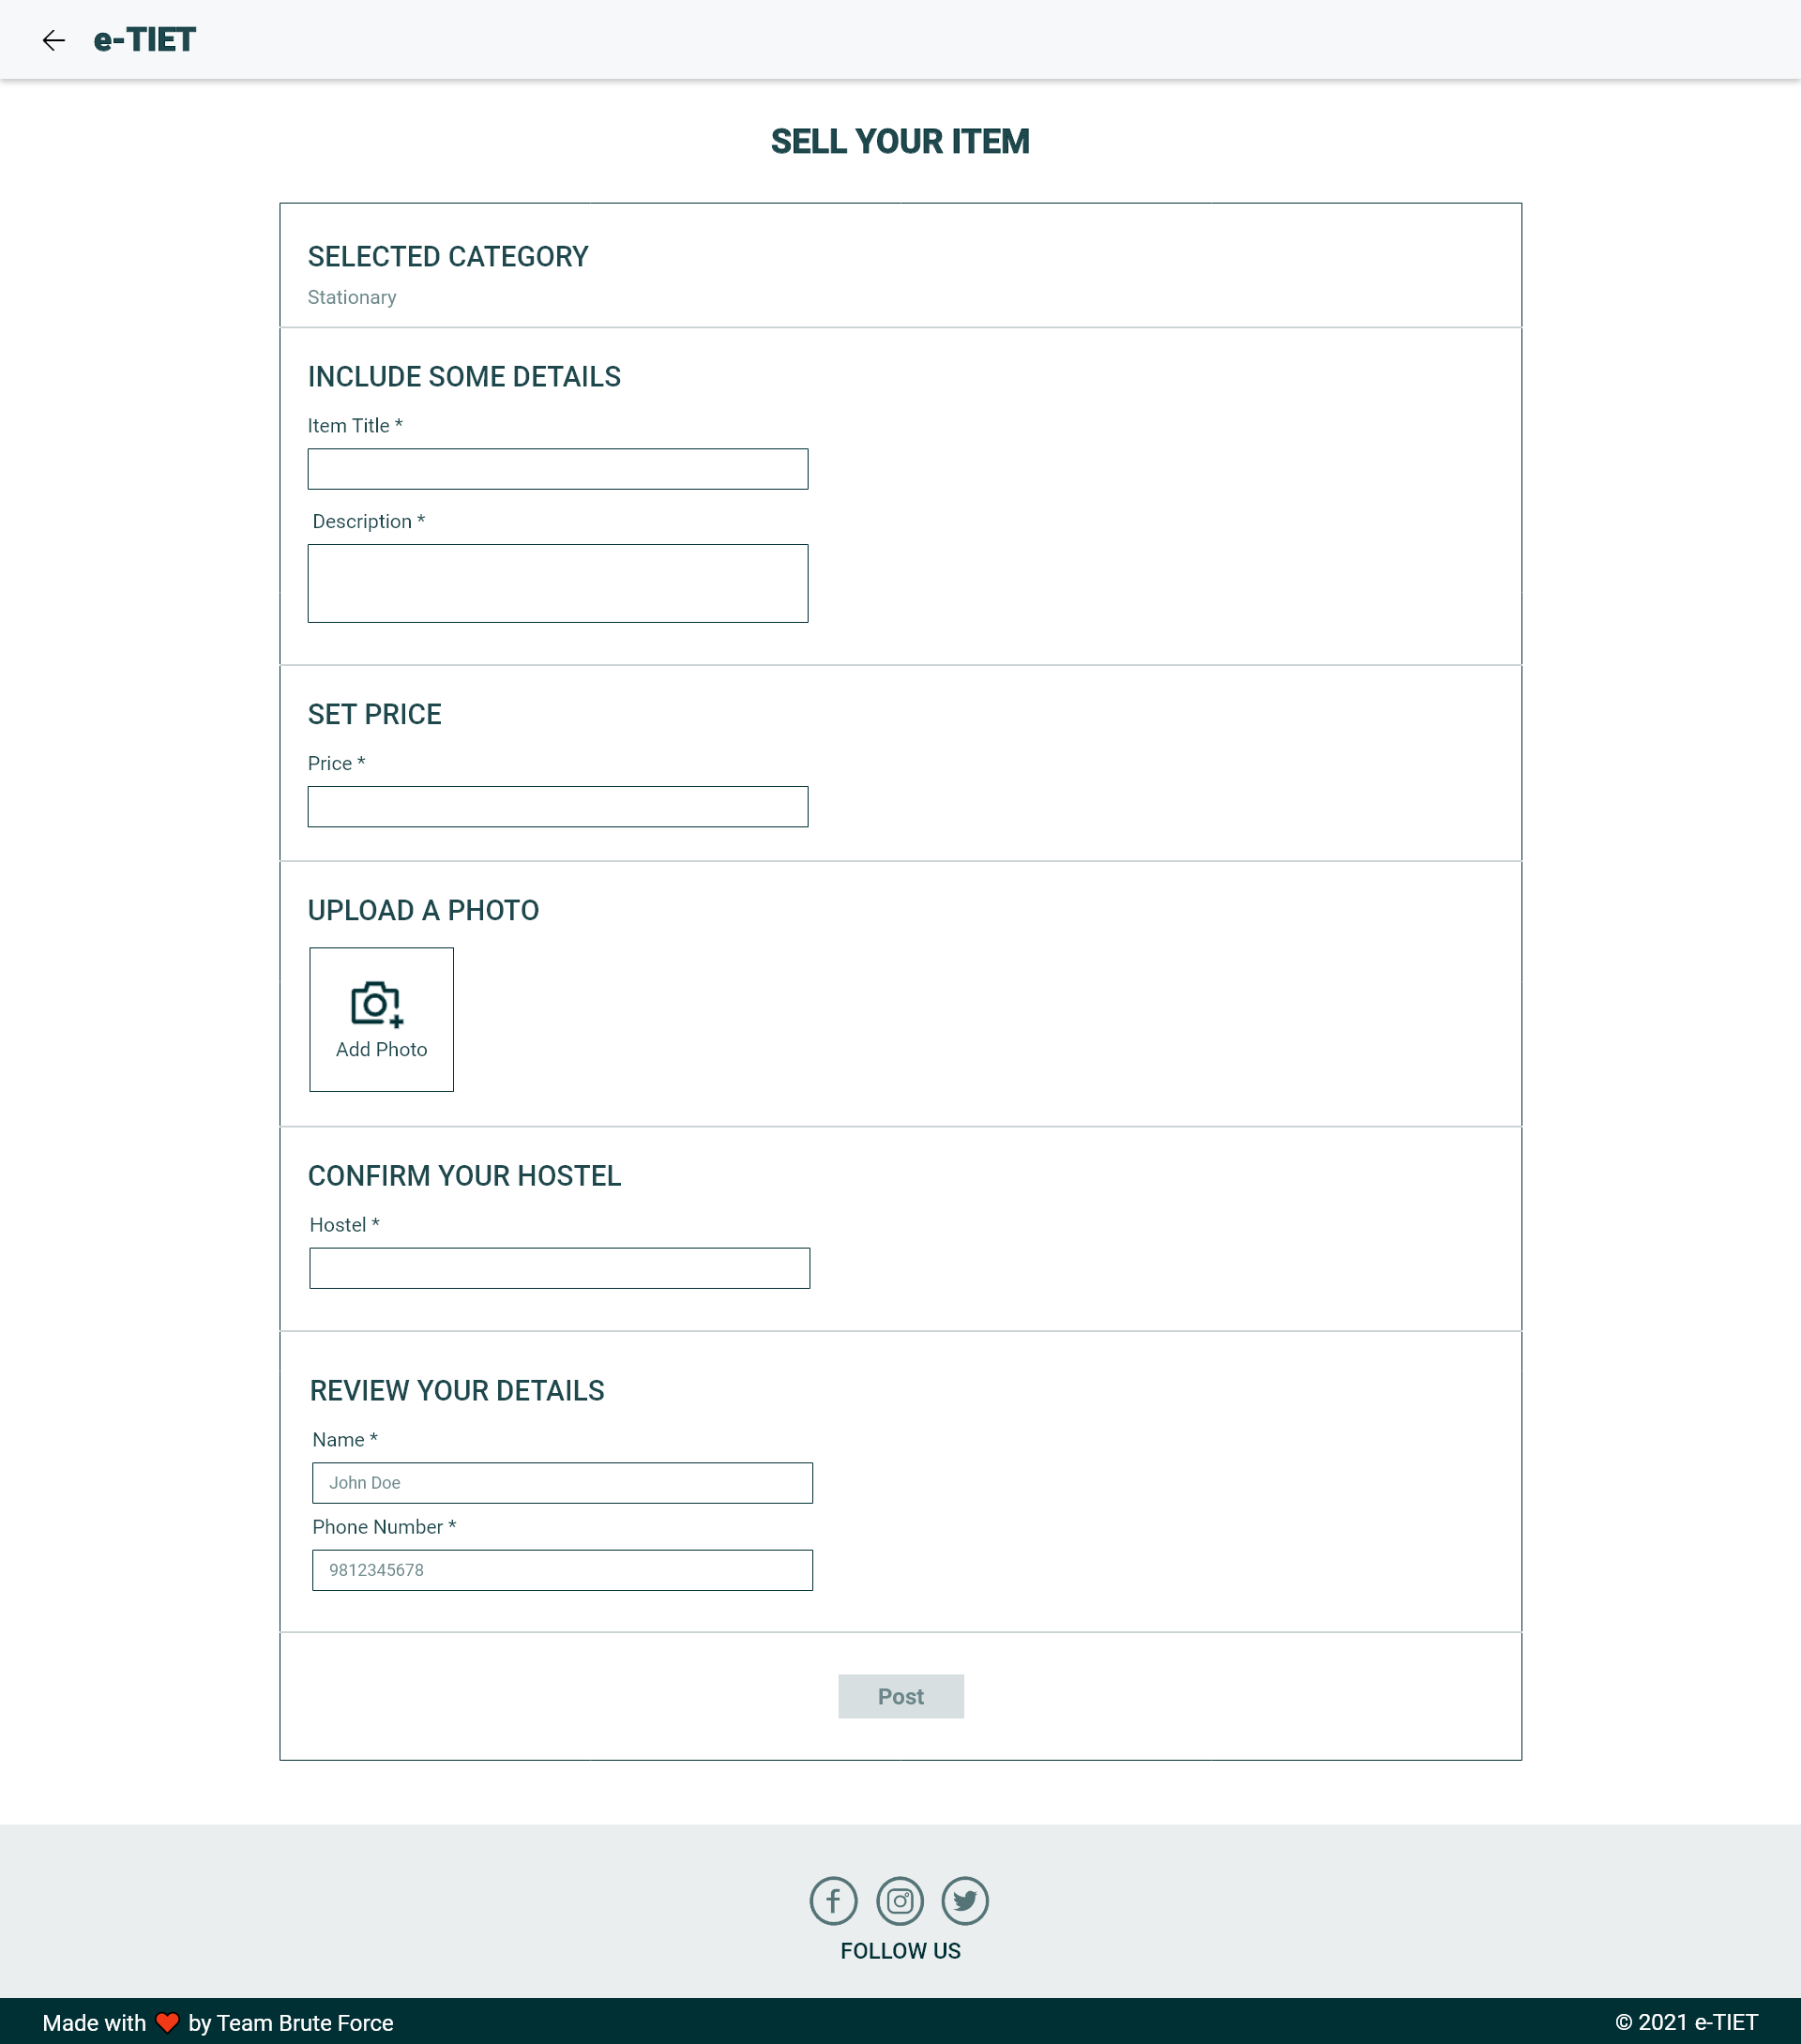 e-TIET
SELL YOUR ITEM
SELECTED CATEGORY
Stationary
INCLUDE SOME DETAILS
Item Title *
Description *
SET PRICE
Price *
UPLOAD A PHOTO
Add Photo
CONFIRM YOUR HOSTEL
Hostel *
REVIEW YOUR DETAILS
Name *
John Doe
Phone Number *
9812345678
Post
FOLLOW US
Made with ❤ by Team Brute Force
© 2021 e-TIET